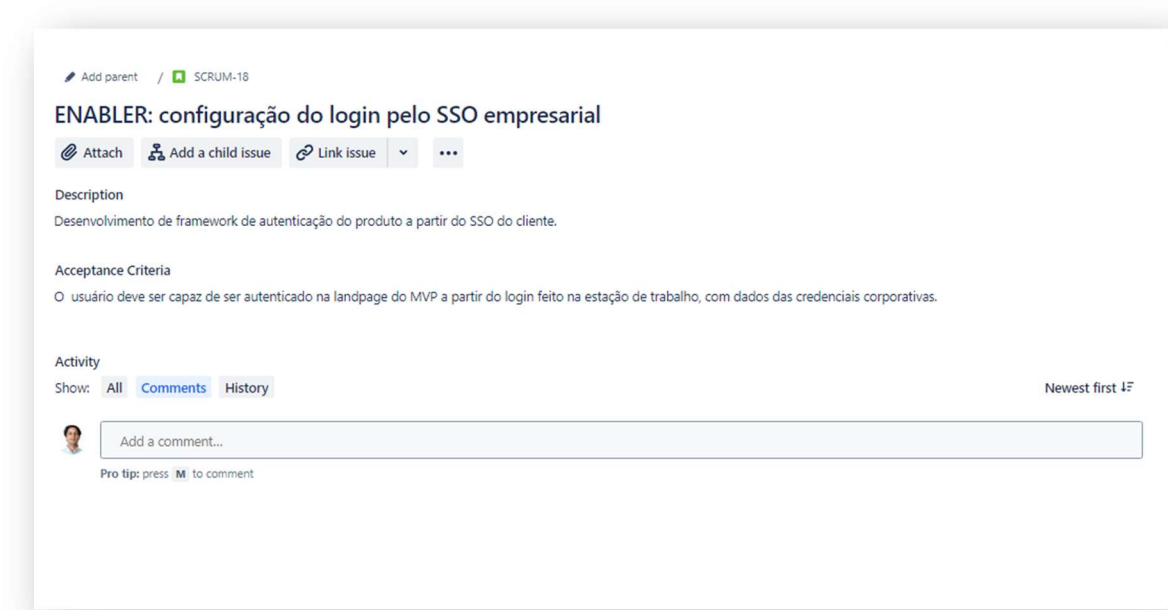 Add parent / SCRUM-18
ENABLER: configuração do login pelo SSO empresarial
Attach Add a child issue Link issue
Description
Desenvolvimento de framework de autenticação do produto a partir do SSO do cliente.
Acceptance Criteria
O usuário deve ser capaz de ser autenticado na landpage do MVP a partir do login feito na estação de trabalho, com dados das credenciais corporativas.
Activity
Show: All Comments History Newest first
Add a comment...
Pro tip: press M to comment